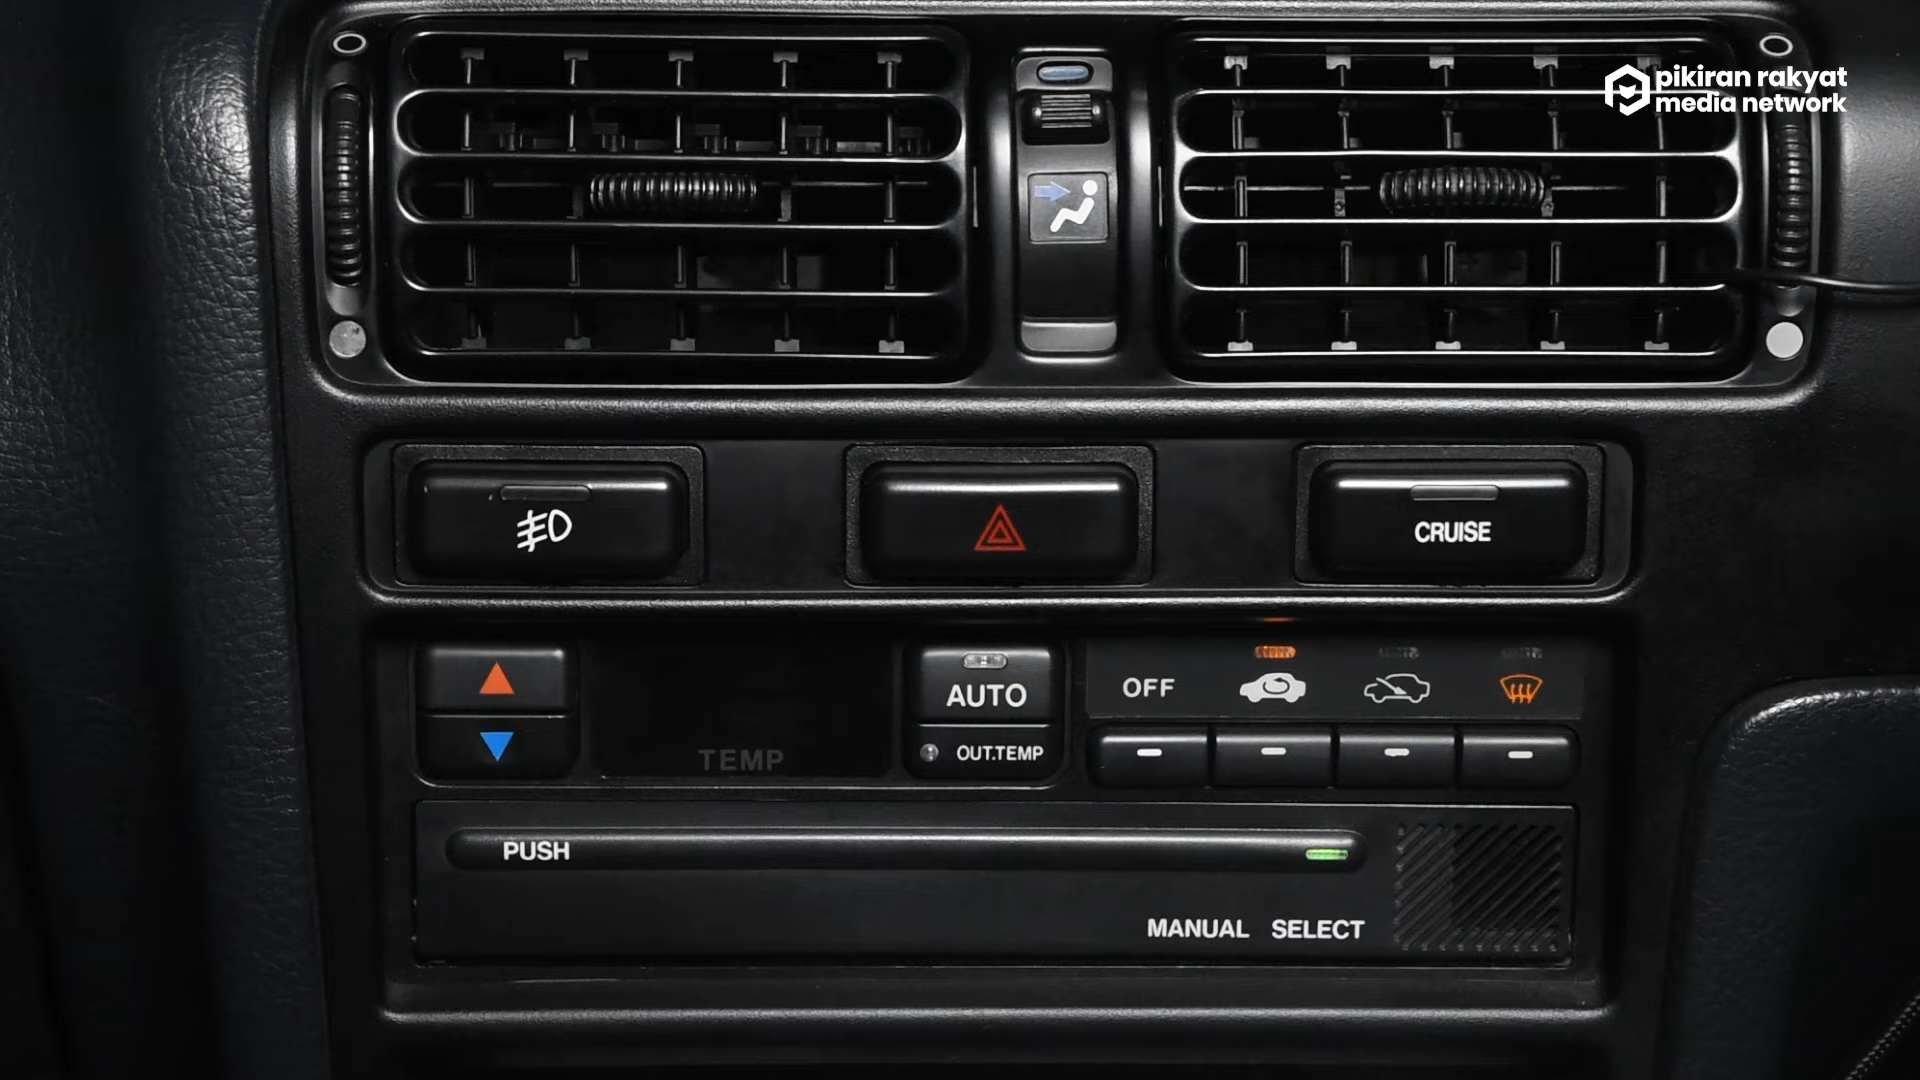 pikiran rakyat
media network
CRUISE
AUTO
OFF
OUT.TEMP
TEMP
PUSH
MANUAL SELECT